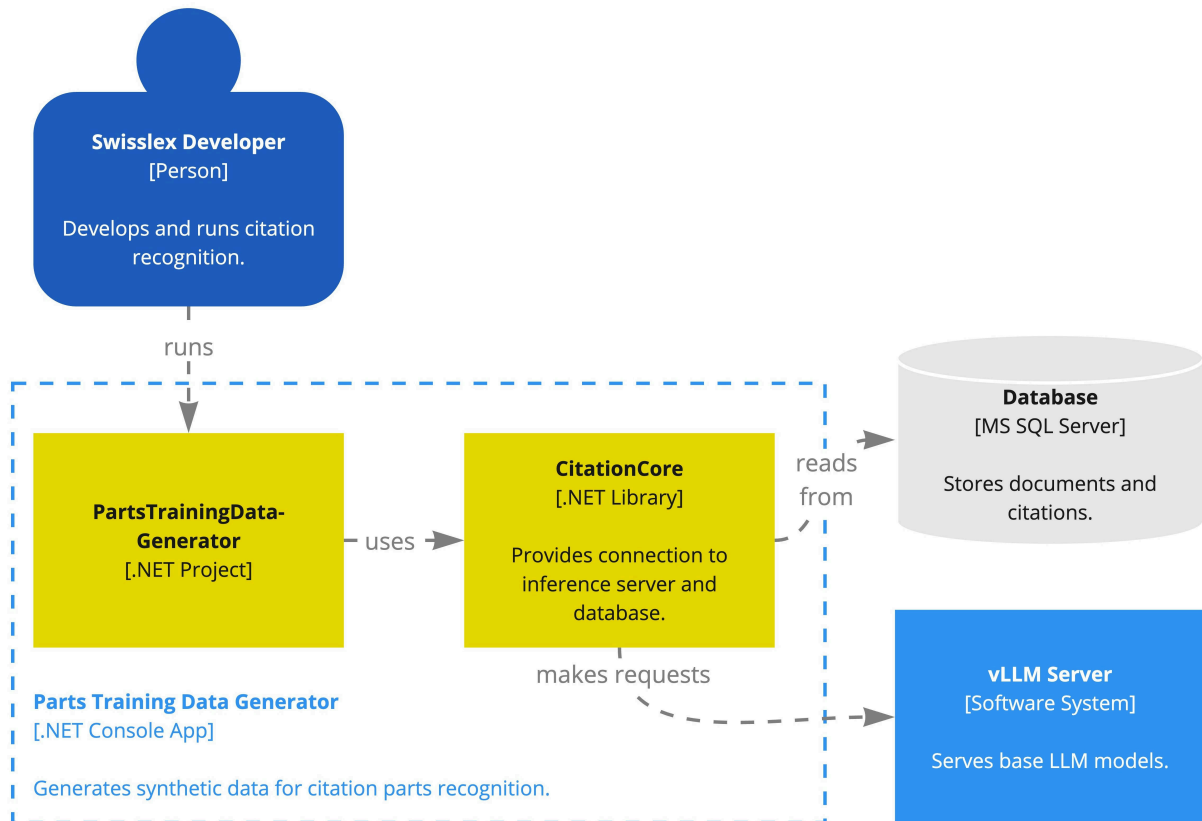 Swisslex Developer
[Person]
Develops and runs citation
recognition.
runs
PartsTrainingData-
Generator
[.NET Project]
uses
CitationCore
[.NET Library]
Provides connection to
inference server and
database.
reads
from
Database
[MS SQL Server]
Stores documents and
citations.
makes requests
vLLM Server
[Software System]
Serves base LLM models.
Parts Training Data Generator
[.NET Console App]
Generates synthetic data for citation parts recognition.